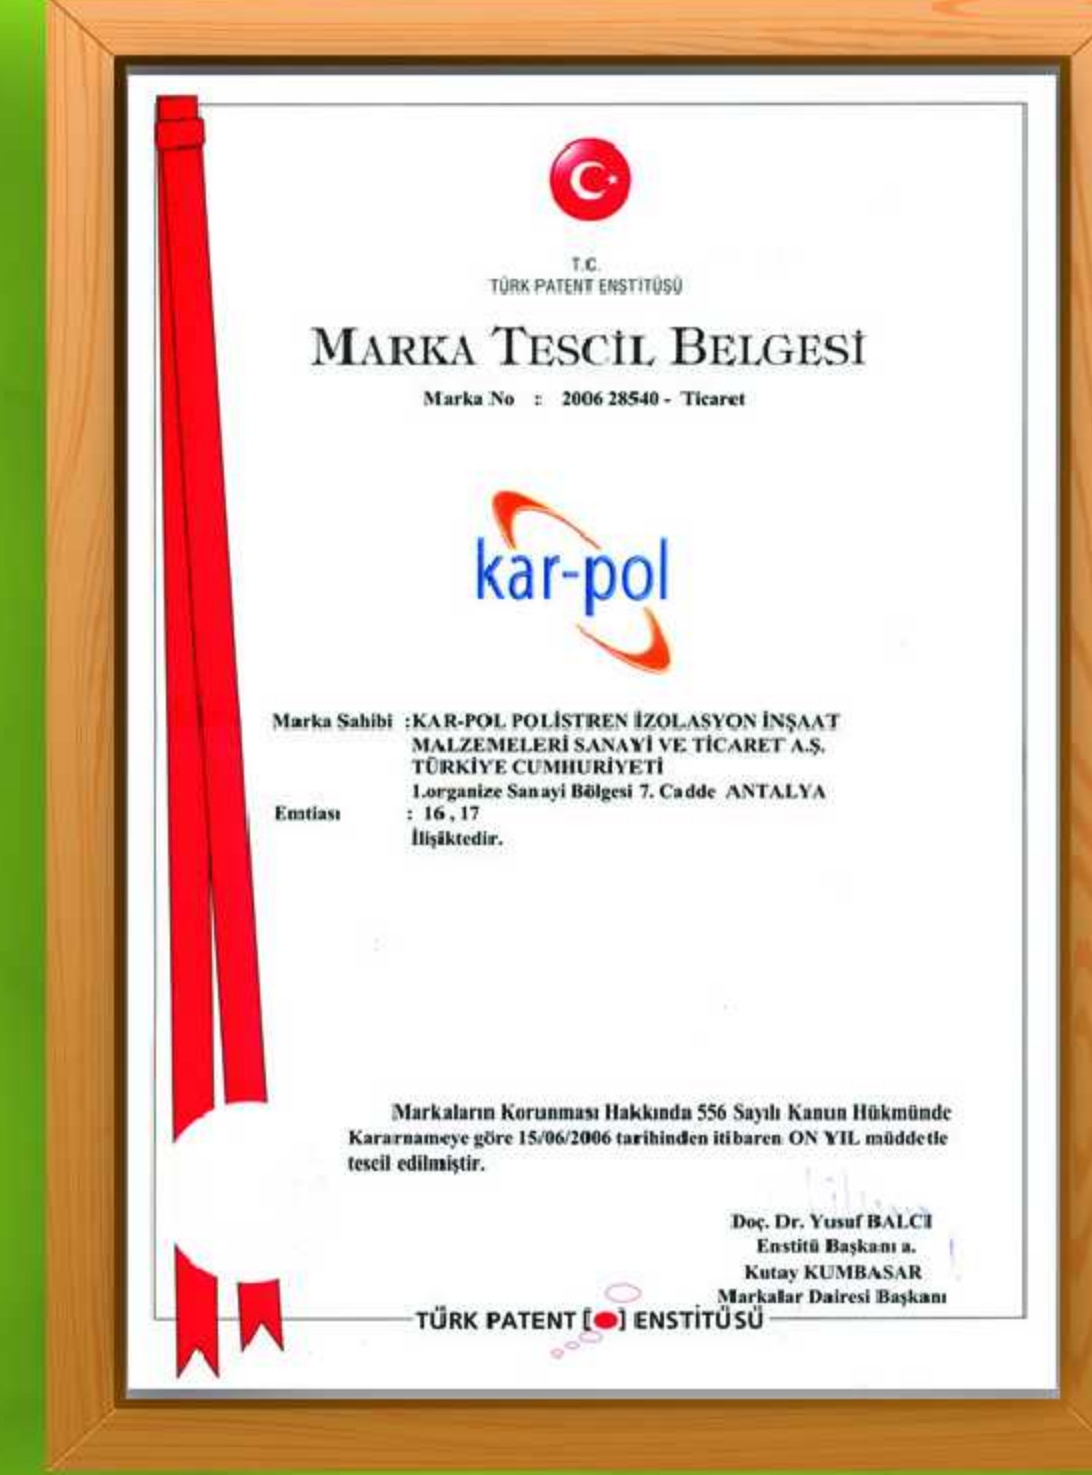 T.C.
TÜRK PATENT ENSTİTÜSÜ
MARKA TESCİL BELGESİ
Marka No : 2006 28540 - Ticaret
kar-pol
Marka Sahibi :KAR-POL POLİSTREN İZOLASYON İNŞAAT
MALZEMELERİ SANAYİ VE TİCARET A.Ş.
TÜRKİYE CUMHURİYETİ
1.organize Sanayi Bölgesi 7. Cadde ANTALYA
Emtiası : 16 , 17
İlişiktedir.
Markaların Korunması Hakkında 556 Sayılı Kanun Hükmünde
Kararnameye göre 15/06/2006 tarihinden itibaren ON YIL müddetle
tescil edilmiştir.
Doç. Dr. Yusuf BALCI
Enstitü Başkanı a.
Kutay KUMBASAR
Markalar Dairesi Başkanı
TÜRK PATENT [●] ENSTİTÜSÜ